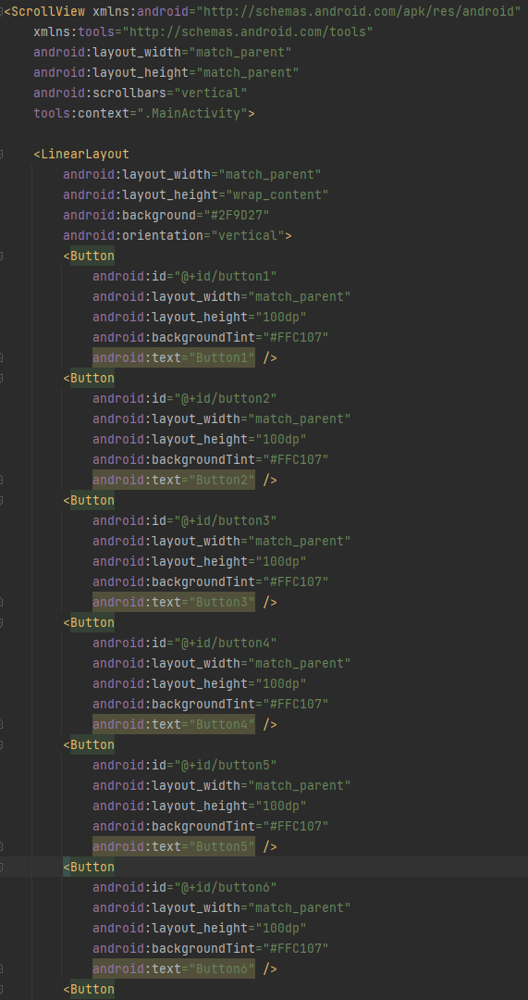 <ScrollView xmlns:android="http://schemas.android.com/apk/res/android"
    xmlns:tools="http://schemas.android.com/tools"
    android:layout_width="match_parent"
    android:layout_height="match_parent"
    android:scrollbars="vertical"
    tools:context=".MainActivity">

    <LinearLayout
        android:layout_width="match_parent"
        android:layout_height="wrap_content"
        android:background="#2F9D27"
        android:orientation="vertical">
        <Button
            android:id="@+id/button1"
            android:layout_width="match_parent"
            android:layout_height="100dp"
            android:backgroundTint="#FFC107"
            android:text="Button1" />
        <Button
            android:id="@+id/button2"
            android:layout_width="match_parent"
            android:layout_height="100dp"
            android:backgroundTint="#FFC107"
            android:text="Button2" />
        <Button
            android:id="@+id/button3"
            android:layout_width="match_parent"
            android:layout_height="100dp"
            android:backgroundTint="#FFC107"
            android:text="Button3" />
        <Button
            android:id="@+id/button4"
            android:layout_width="match_parent"
            android:layout_height="100dp"
            android:backgroundTint="#FFC107"
            android:text="Button4" />
        <Button
            android:id="@+id/button5"
            android:layout_width="match_parent"
            android:layout_height="100dp"
            android:backgroundTint="#FFC107"
            android:text="Button5" />
        <Button
            android:id="@+id/button6"
            android:layout_width="match_parent"
            android:layout_height="100dp"
            android:backgroundTint="#FFC107"
            android:text="Button6" />
        <Button